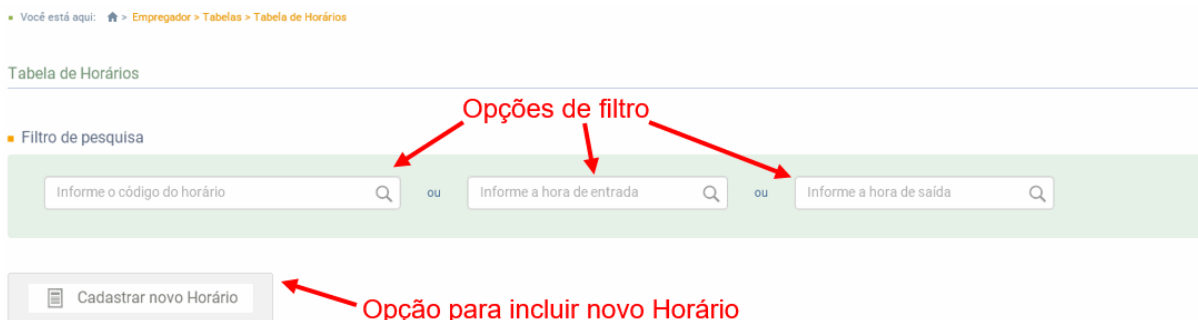 Você está aqui: > Empregador > Tabelas > Tabela de Horários
Tabela de Horários
Opções de filtro
Filtro de pesquisa
Informe o código do horário ou Informe a hora de entrada ou Informe a hora de saída
Cadastrar novo Horário
Opção para incluir novo Horário